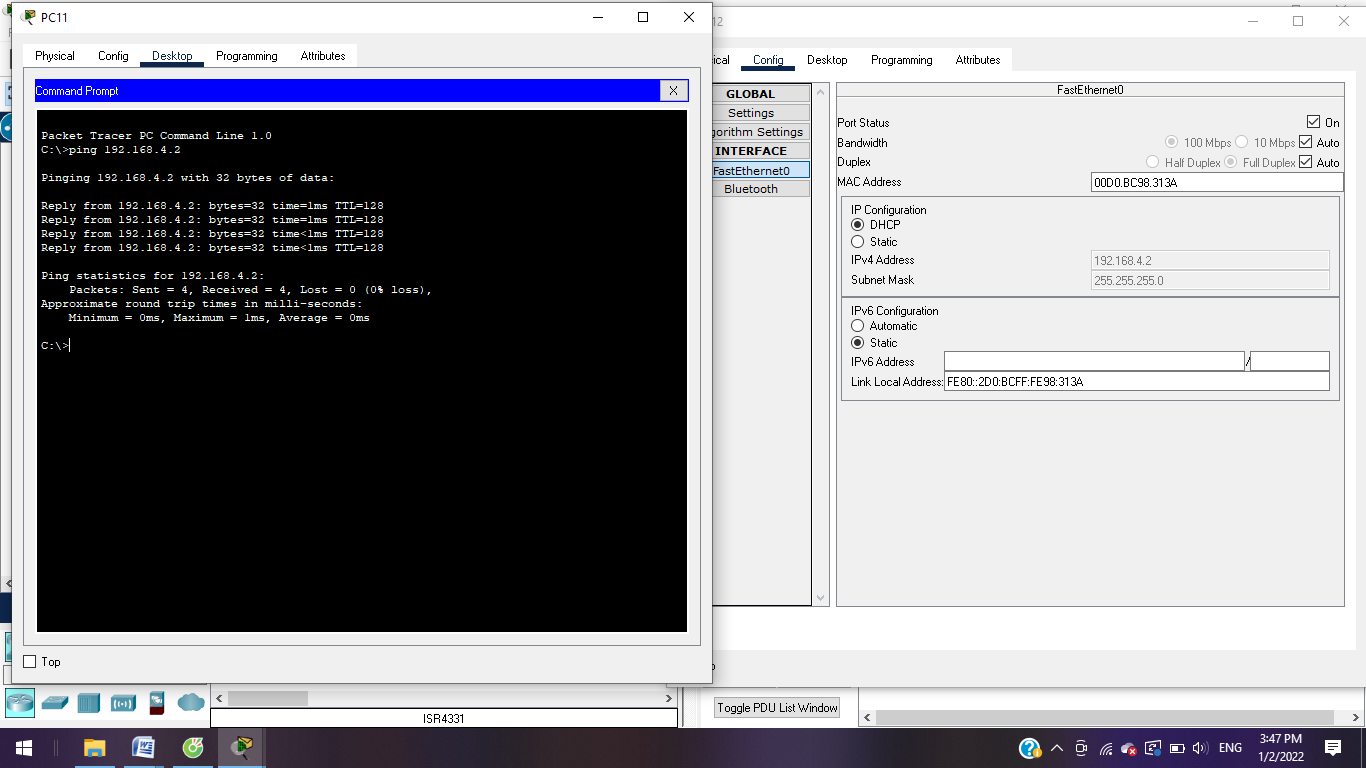 PC11
Physical Config Desktop Programming Attributes
Command Prompt
X
Packet Tracer PC Command Line 1.0
C:\>ping 192.168.4.2
Pinging 192.168.4.2 with 32 bytes of data:
Reply from 192.168.4.2: bytes=32 time=1ms TTL=128
Reply from 192.168.4.2: bytes=32 time=1ms TTL=128
Reply from 192.168.4.2: bytes=32 time<1ms TTL=128
Reply from 192.168.4.2: bytes=32 time<1ms TTL=128
Ping statistics for 192.168.4.2:
Packets: Sent = 4, Received = 4, Lost = 0 (0% loss),
Approximate round trip times in milli-seconds:
Minimum = 0ms, Maximum = 1ms, Average = 0ms
C:\>
Top
12
ical Config Desktop Programming Attributes
GLOBAL
Settings
gorithm Settings
INTERFACE
FastEthernet0
Bluetooth
FastEthernet0
Port Status On
Bandwidth 100 Mbps 10 Mbps Auto
Duplex Half Duplex Full Duplex Auto
MAC Address 00D0.BC98.313A
IP Configuration
DHCP
Static
IPv4 Address 192.168.4.2
Subnet Mask 255.255.255.0
IPv6 Configuration
Automatic
Static
IPv6 Address /
Link Local Address: FE80::2D0:BCFF:FE98:313A
ISR4331
Toggle PDU List Window
ENG
3:47 PM
1/2/2022